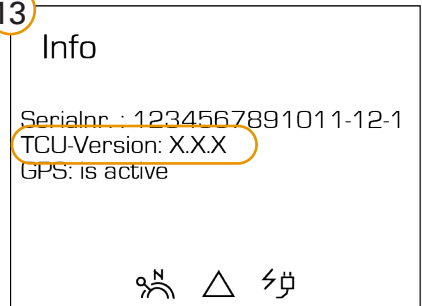 13
Info
Serialnr. : 1234567891011-12-1
TCU-Version: X.X.X
GPS: is active
N